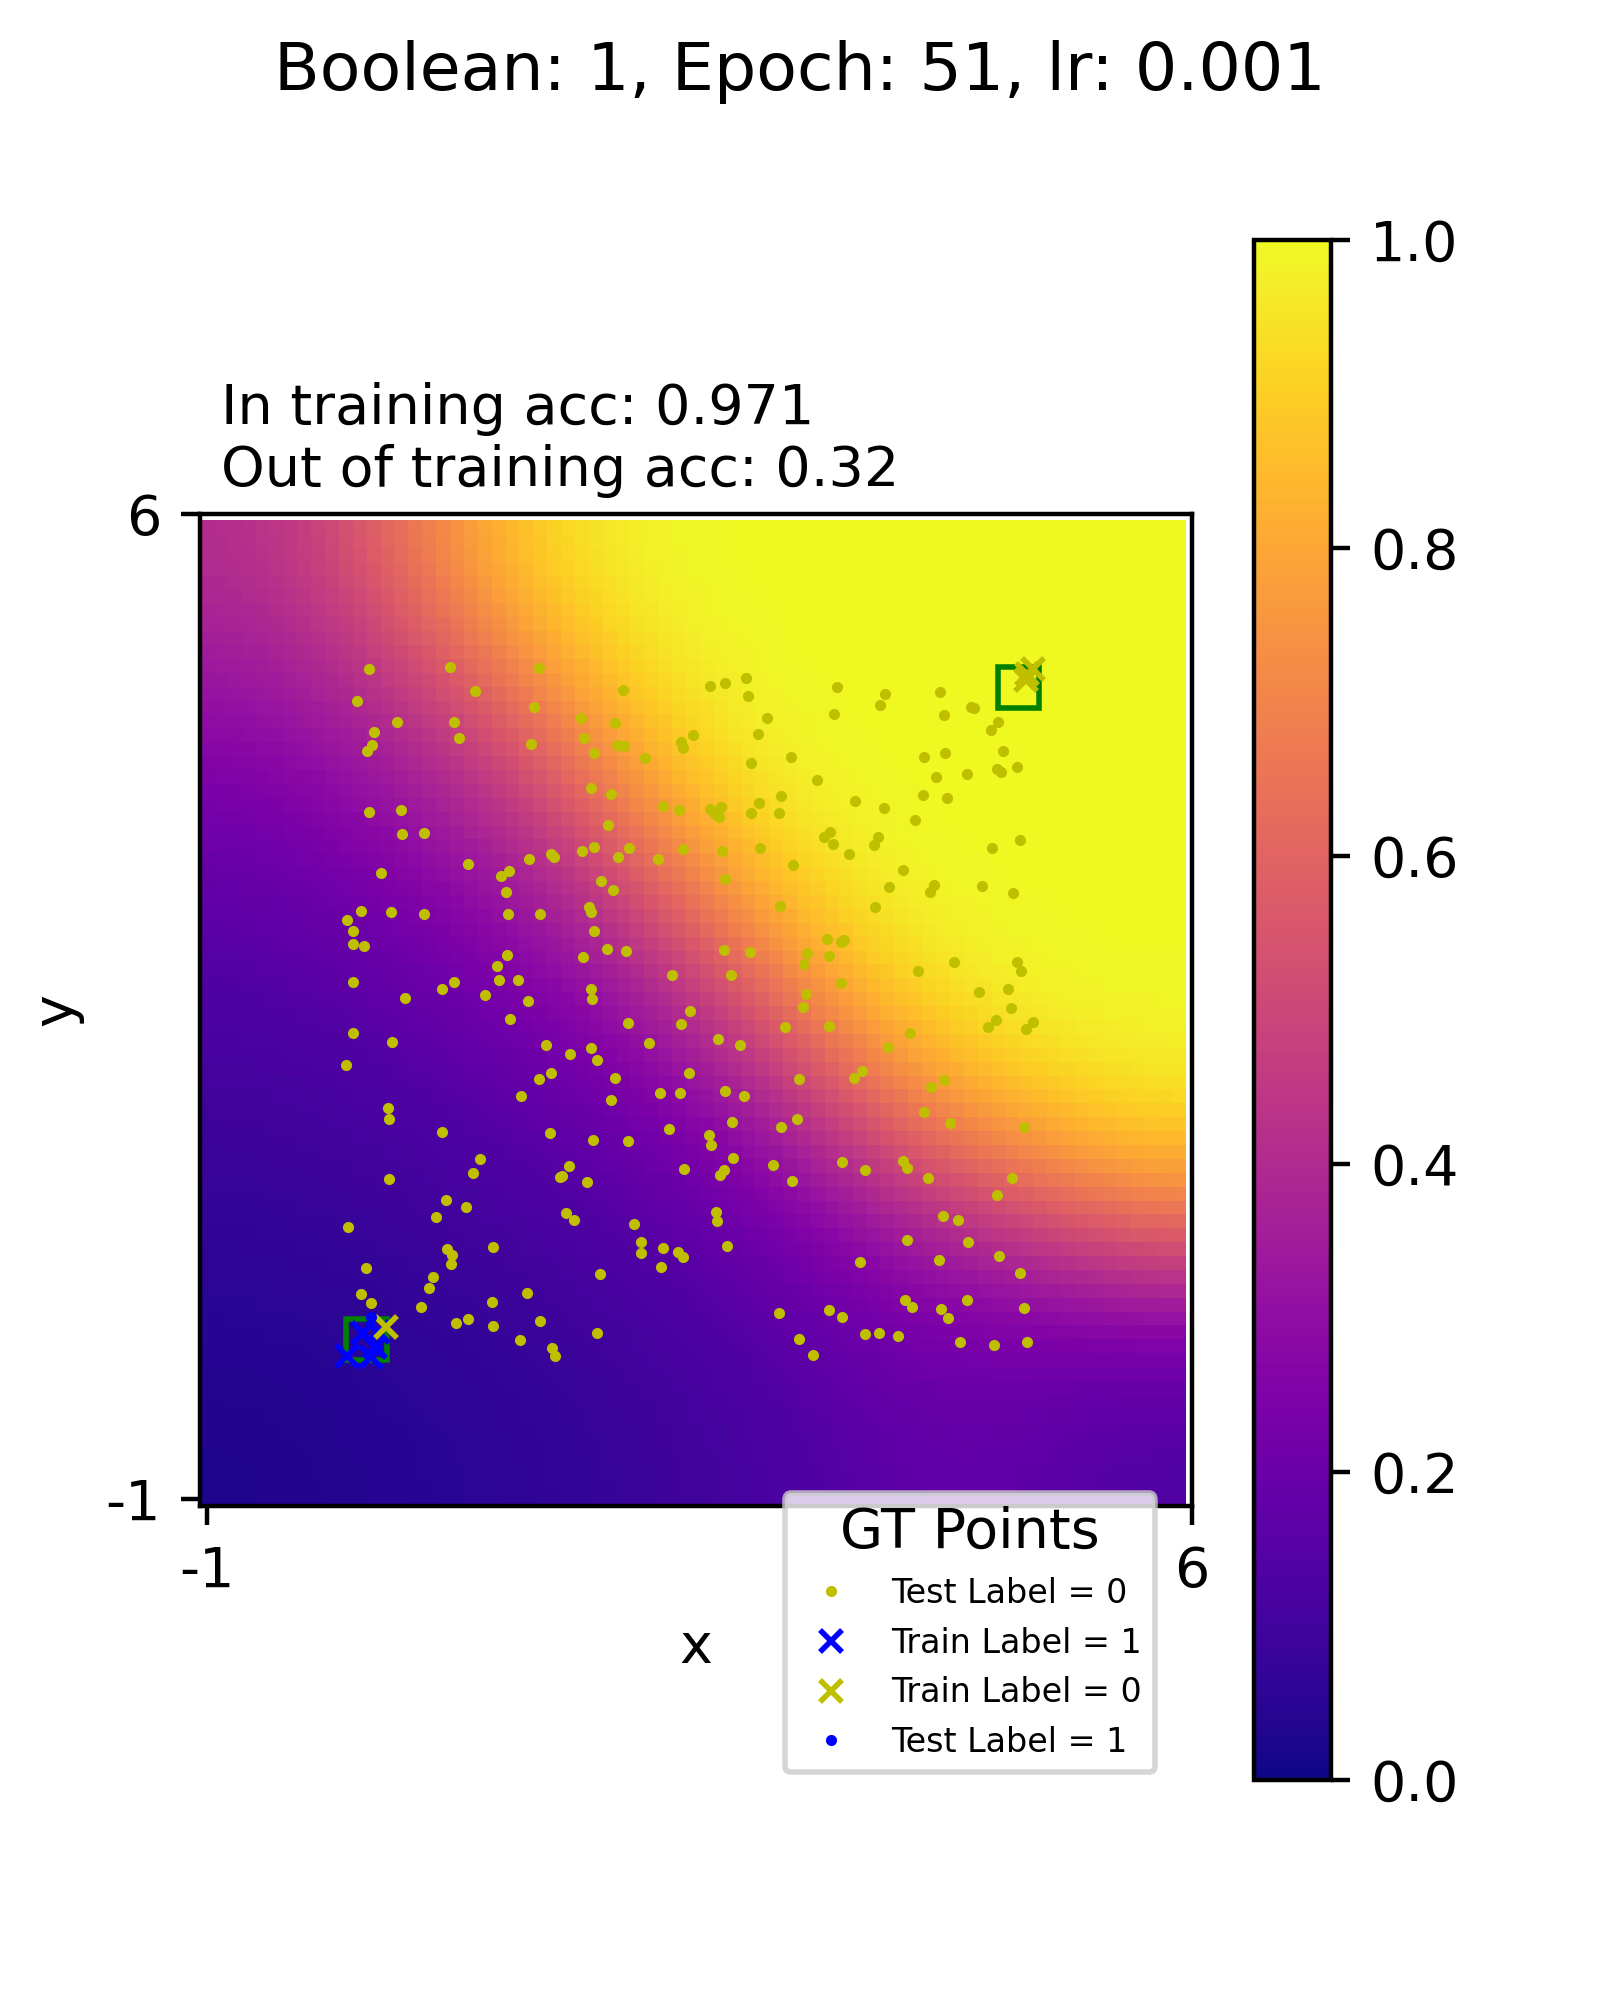 Boolean: 1, Epoch: 51, lr: 0.001
In training acc: 0.971
Out of training acc: 0.32
6
y
-1
-1
6
x
GT Points
Test Label = 0
Train Label = 1
Train Label = 0
Test Label = 1
1.0
0.8
0.6
0.4
0.2
0.0